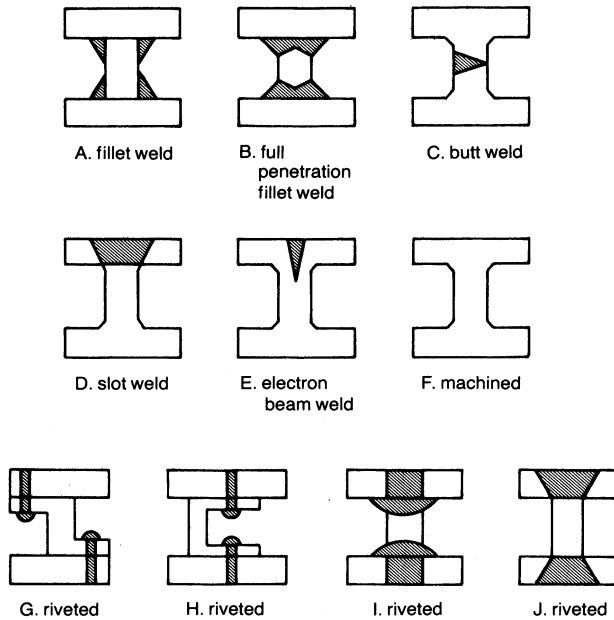 A. fillet weld
B. full
penetration
fillet weld
C. butt weld
D. slot weld
E. electron
beam weld
F. machined
G. riveted
H. riveted
I. riveted
J. riveted